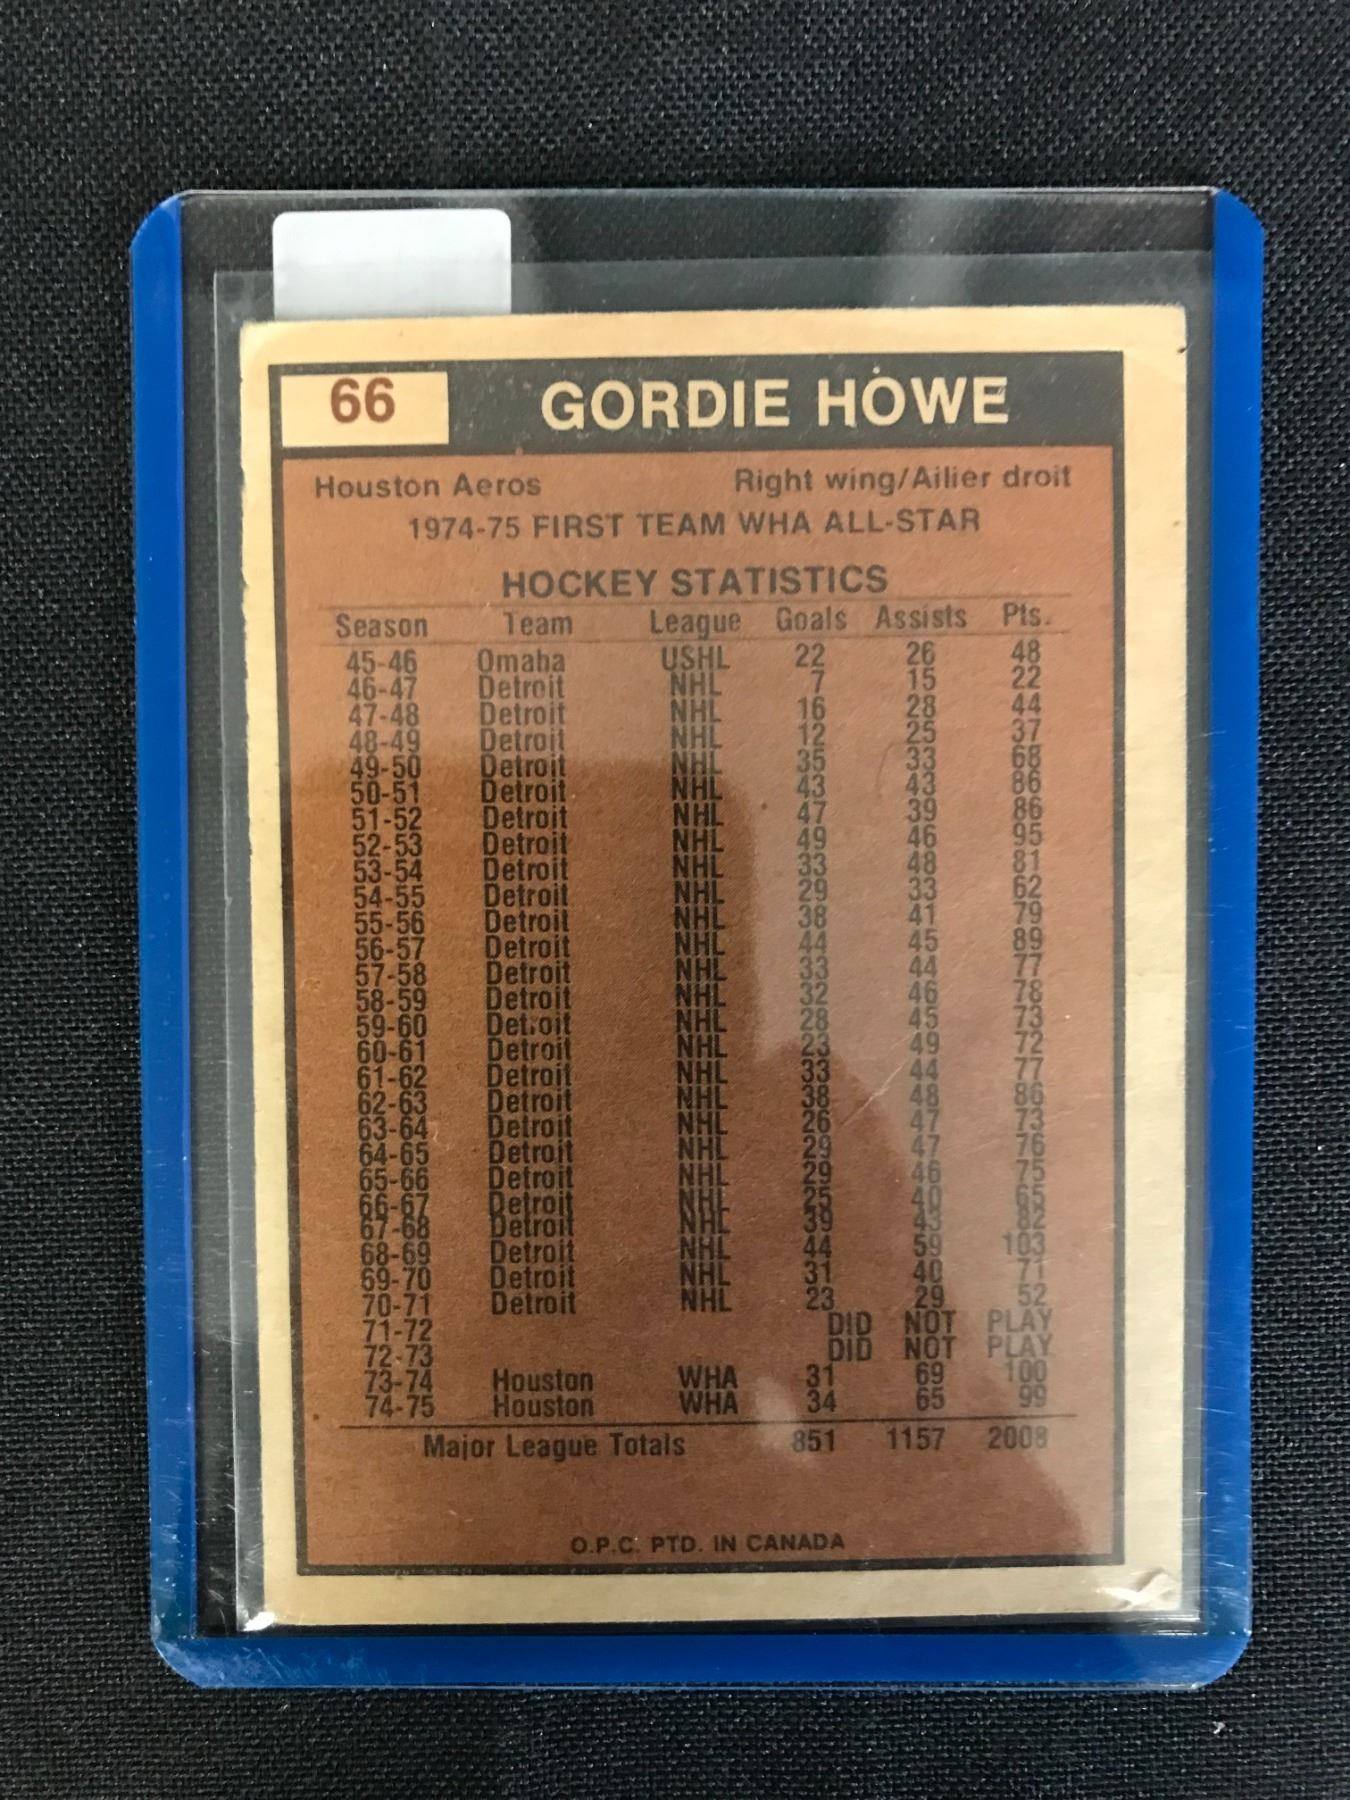 66 GORDIE HOWE
Houston Aeros Right wing/Ailier droit
1974-75 FIRST TEAM WHA ALL-STAR
HOCKEY STATISTICS
Season Team League Goals Assists Pts.
45-46 Omaha USHL 22 26 48
46-47 Detroit NHL 7 15 22
47-48 Detroit NHL 16 28 44
48-49 Detroit NHL 12 25 37
49-50 Detroit NHL 35 33 68
50-51 Detroit NHL 43 43 86
51-52 Detroit NHL 47 39 86
52-53 Detroit NHL 49 46 95
53-54 Detroit NHL 33 48 81
54-55 Detroit NHL 29 33 62
55-56 Detroit NHL 38 41 79
56-57 Detroit NHL 44 45 89
57-58 Detroit NHL 33 44 77
58-59 Detroit NHL 32 46 78
59-60 Detroit NHL 28 45 73
60-61 Detroit NHL 23 49 72
61-62 Detroit NHL 33 44 77
62-63 Detroit NHL 38 48 86
63-64 Detroit NHL 26 47 73
64-65 Detroit NHL 29 47 76
65-66 Detroit NHL 29 46 75
66-67 Detroit NHL 25 40 65
67-68 Detroit NHL 39 43 82
68-69 Detroit NHL 44 59 103
69-70 Detroit NHL 31 40 71
70-71 Detroit NHL 23 29 52
71-72 DID NOT PLAY
72-73 DID NOT PLAY
73-74 Houston WHA 31 69 100
74-75 Houston WHA 34 65 99
Major League Totals 851 1157 2008
O.P.C. PTD. IN CANADA